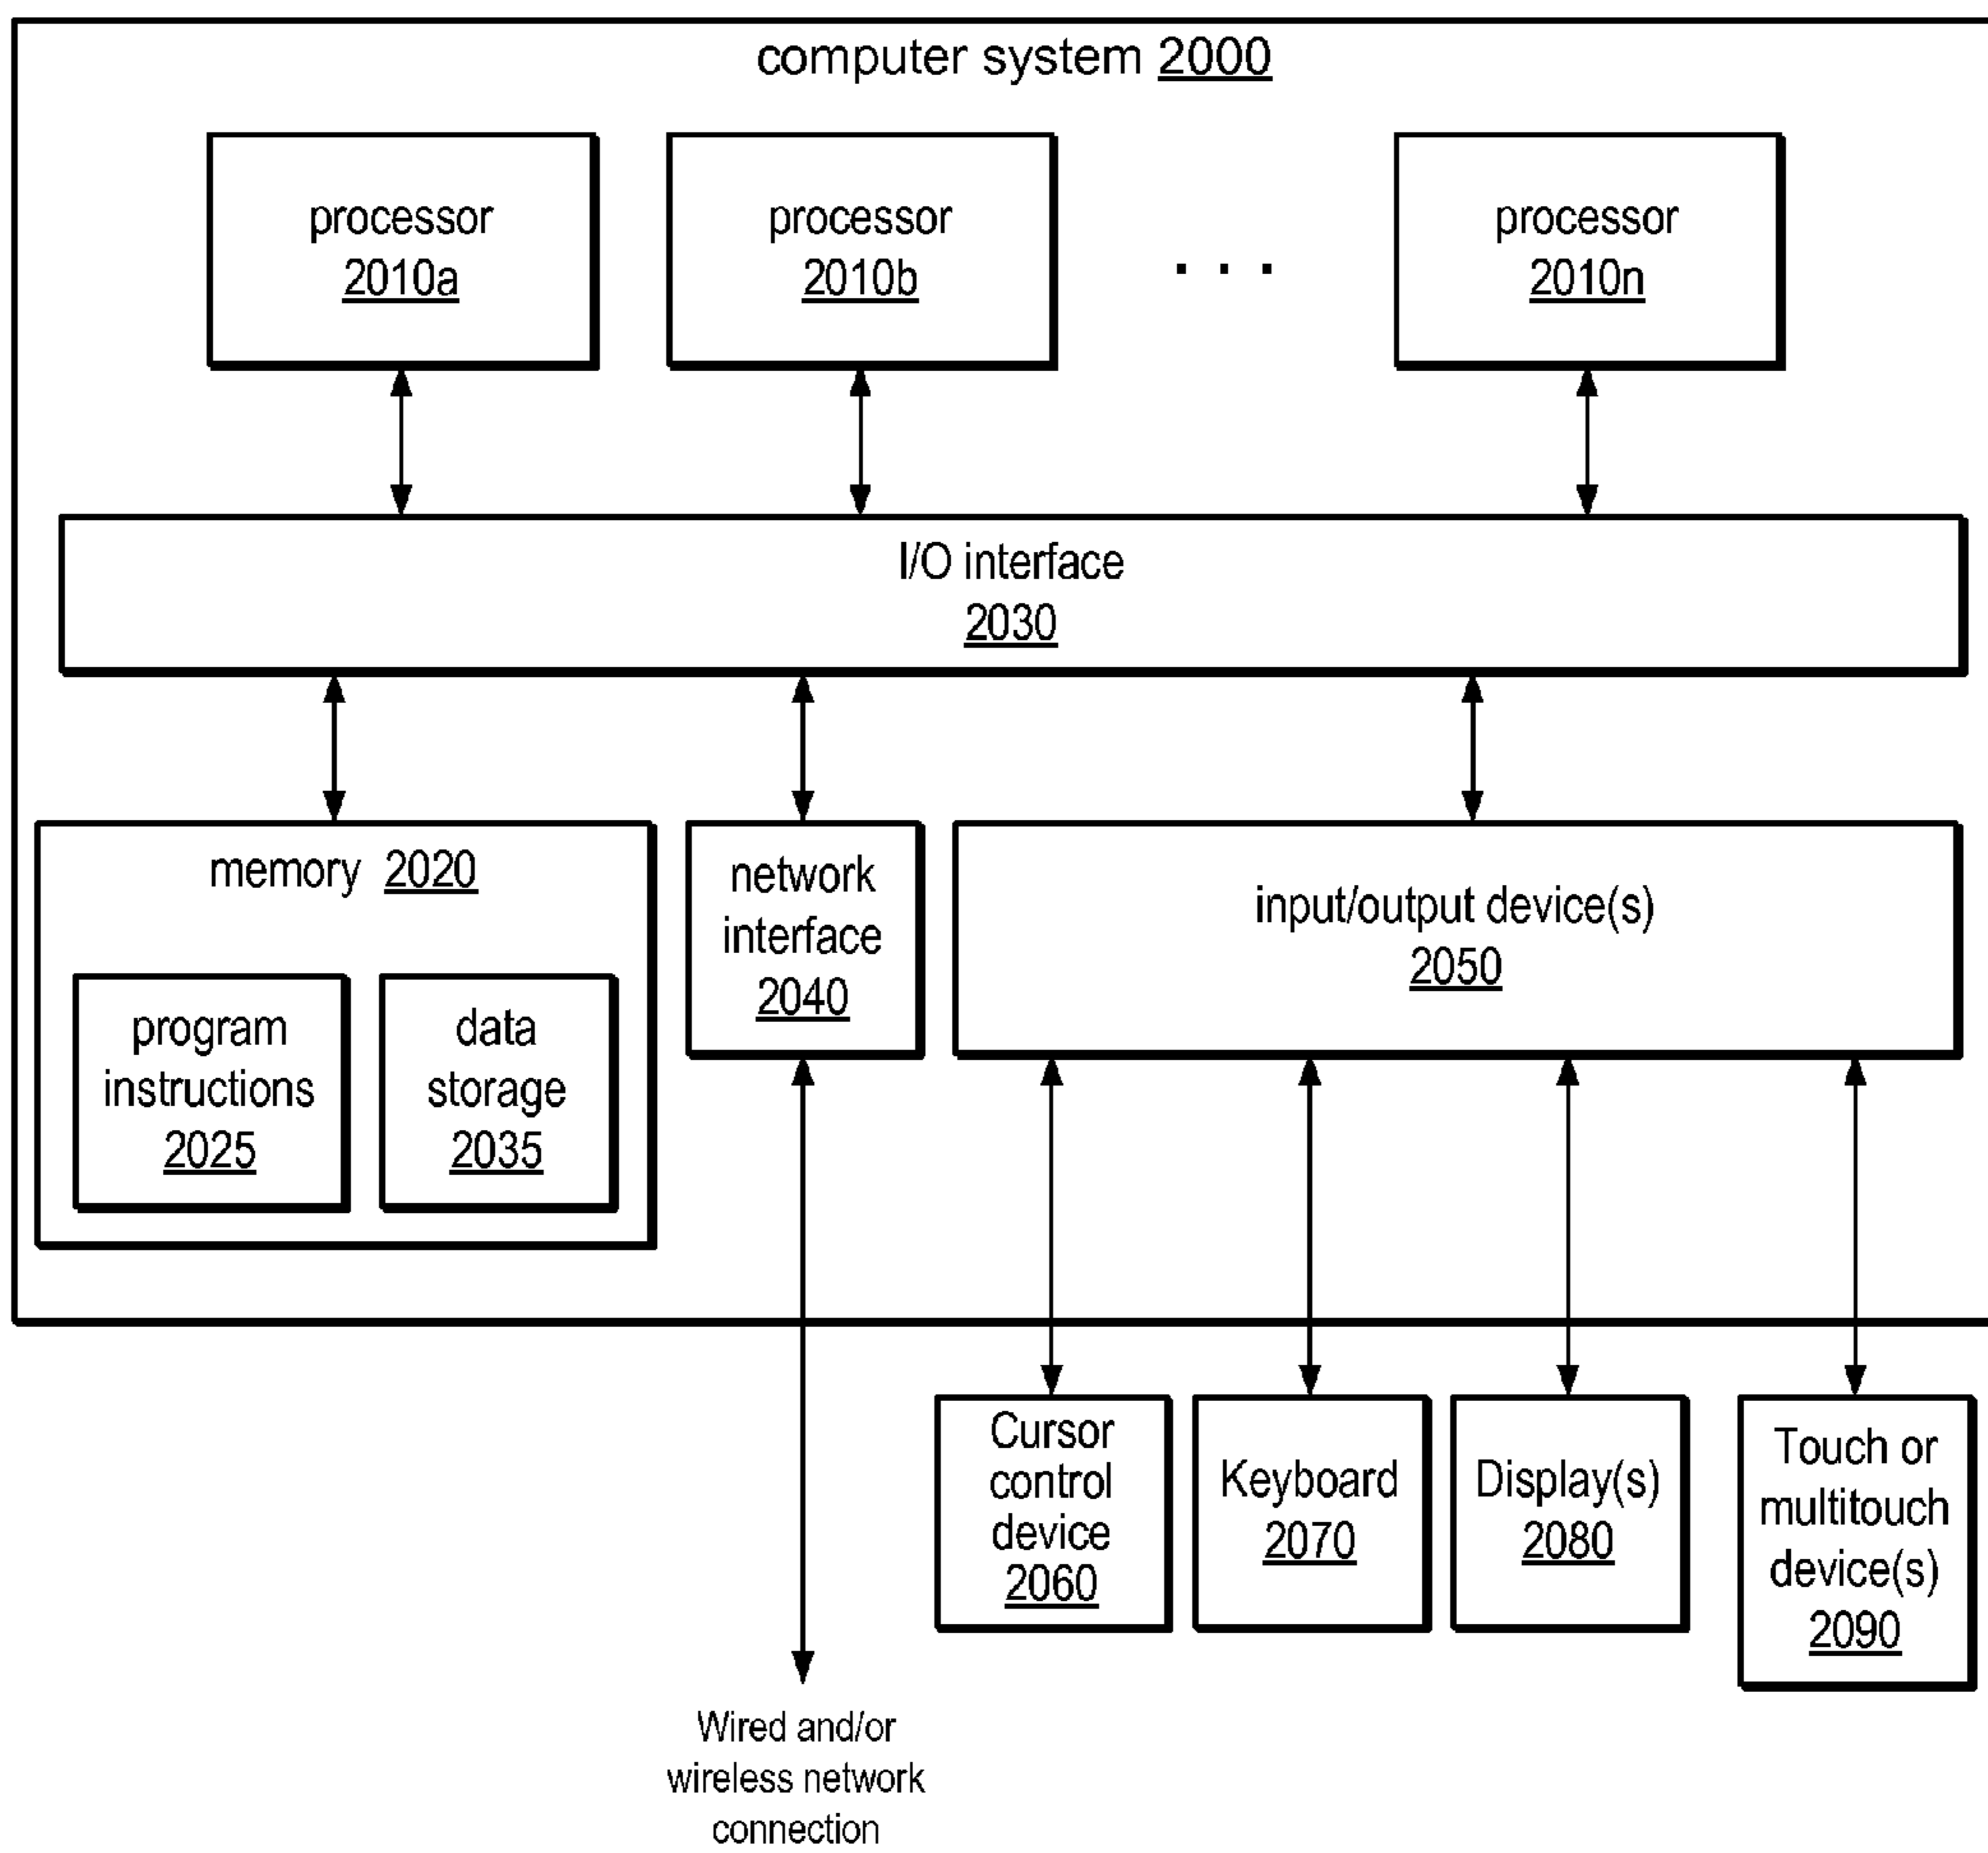 computer system 2000
processor
2010a
processor
2010b
. . .
processor
2010n
I/O interface
2030
memory 2020
program
instructions
2025
data
storage
2035
network
interface
2040
input/output device(s)
2050
Cursor
control
device
2060
Keyboard
2070
Display(s)
2080
Touch or
multitouch
device(s)
2090
Wired and/or
wireless network
connection